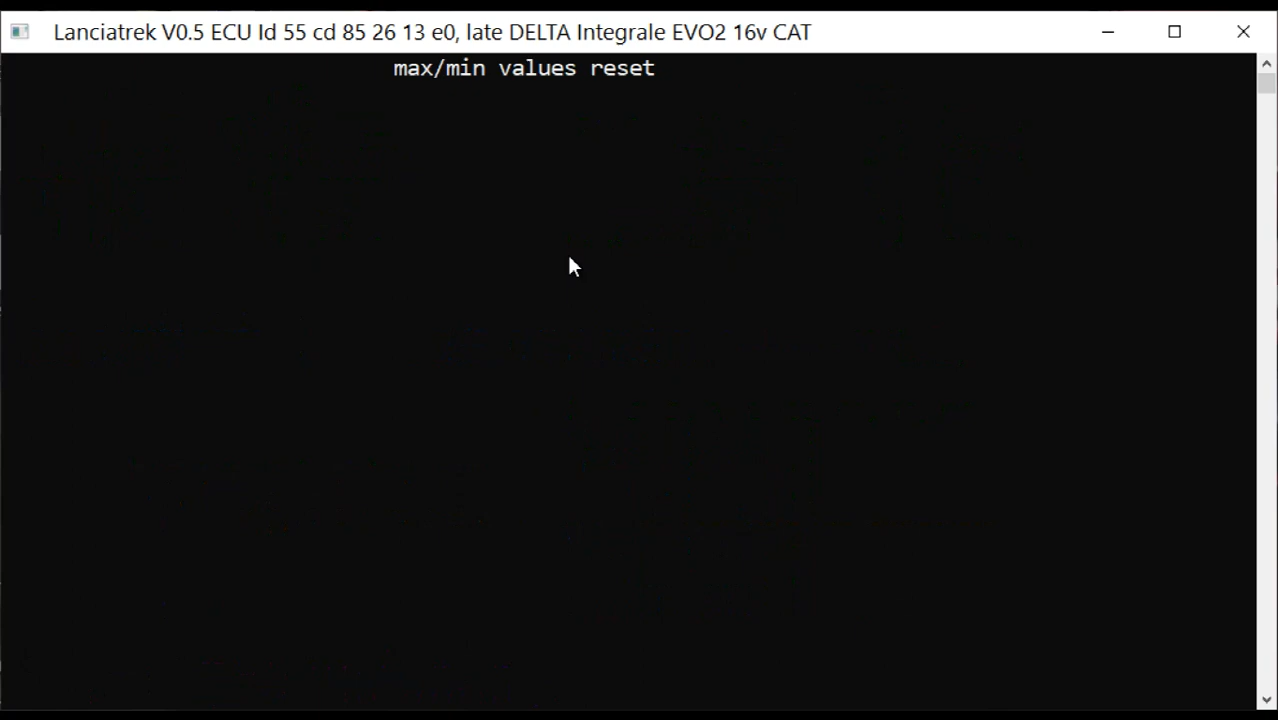 Lanciatrek V0.5 ECU Id 55 cd 85 26 13 e0, late DELTA Integrale EVO2 16v CAT
max/min values reset